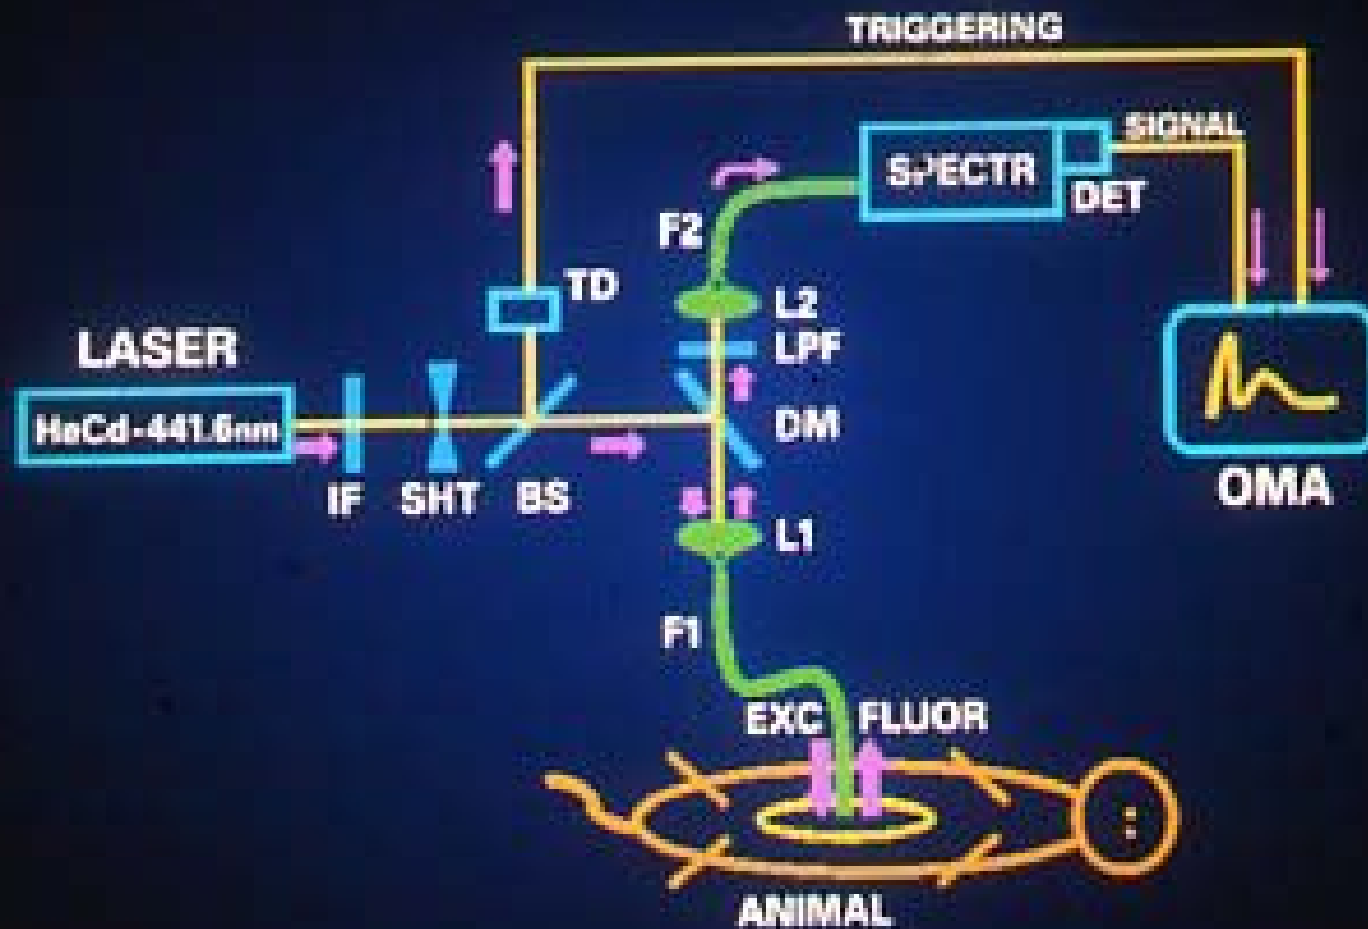 TRIGGERING
SIGNAL
SPECTR
DET
F2
TD
L2
LASER
LPF
HeCd-441.6nm
DM
IF SHT BS
OMA
L1
F1
EXC FLUOR
ANIMAL